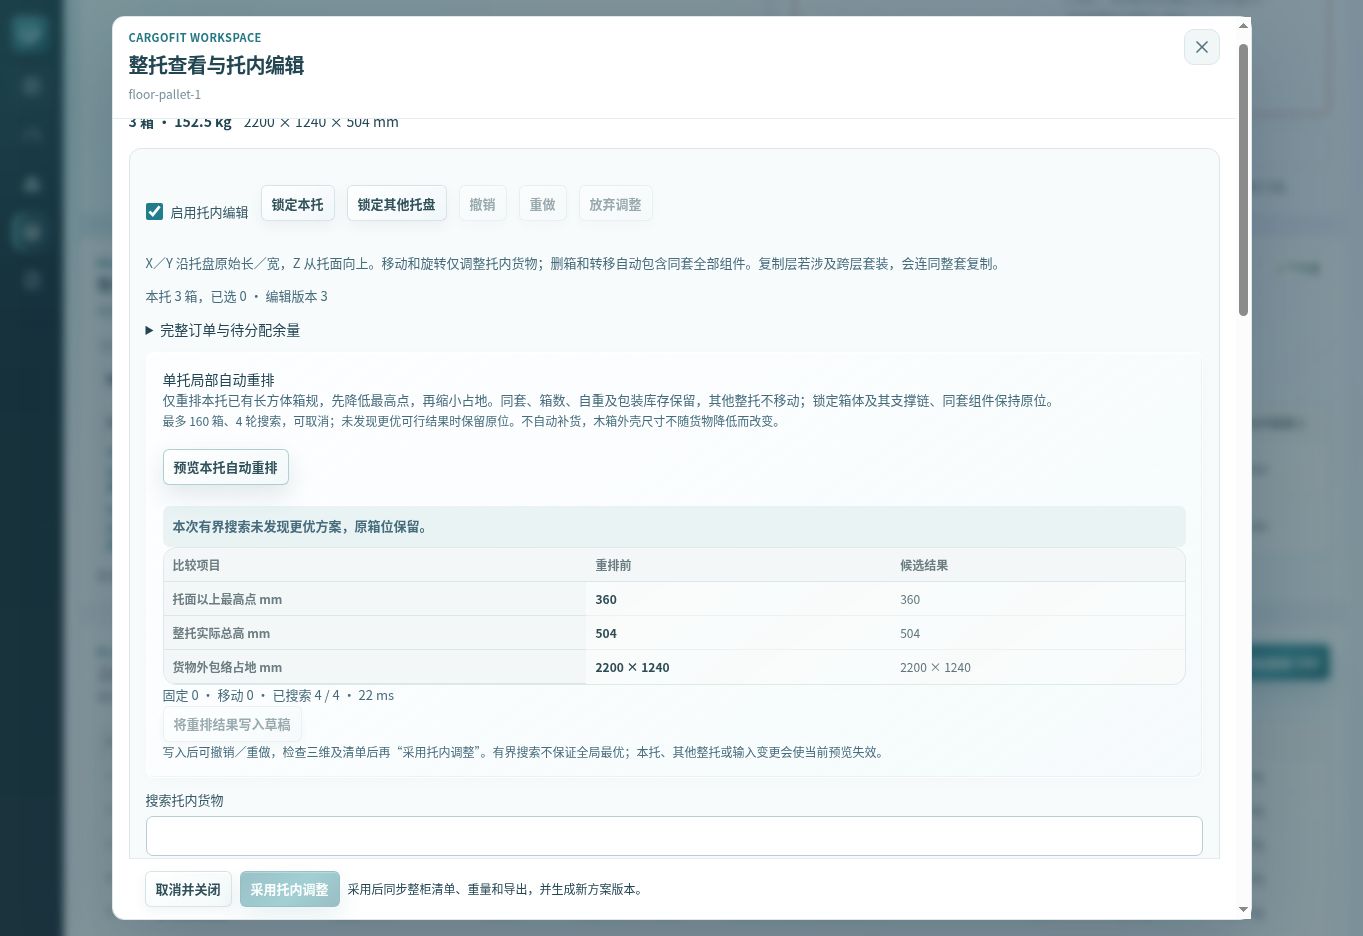 CARGOFIT WORKSPACE
整托查看与托内编辑
floor-pallet-1
3 箱 · 152.5 kg 2200 × 1240 × 504 mm
启用托内编辑 锁定本托 锁定其他托盘 撤销 重做 放弃调整
X／Y 沿托盘原始长／宽，Z 从托面向上。移动和旋转仅调整托内货物；删箱和转移自动包含同套全部组件。复制层若涉及跨层套装，会连同整套复制。
本托 3 箱，已选 0 · 编辑版本 3
完整订单与待分配余量
单托局部自动重排
仅重排本托已有长方体箱规，先降低最高点，再缩小占地。同套、箱数、自重及包装库存保留，其他整托不移动；锁定箱体及其支撑链、同套组件保持原位。
最多 160 箱、4 轮搜索，可取消；未发现更优可行结果时保留原位。不自动补货，木箱外壳尺寸不随货物降低而改变。
预览本托自动重排
本次有界搜索未发现更优方案，原箱位保留。
比较项目 重排前 候选结果
托面以上最高点 mm 360 360
整托实际总高 mm 504 504
货物外包络占地 mm 2200 × 1240 2200 × 1240
固定 0 · 移动 0 · 已搜索 4 / 4 · 22 ms
将重排结果写入草稿
写入后可撤销／重做，检查三维及清单后再“采用托内调整”。有界搜索不保证全局最优；本托、其他整托或输入变更会使当前预览失效。
搜索托内货物
取消并关闭 采用托内调整 采用后同步整柜清单、重量和导出，并生成新方案版本。